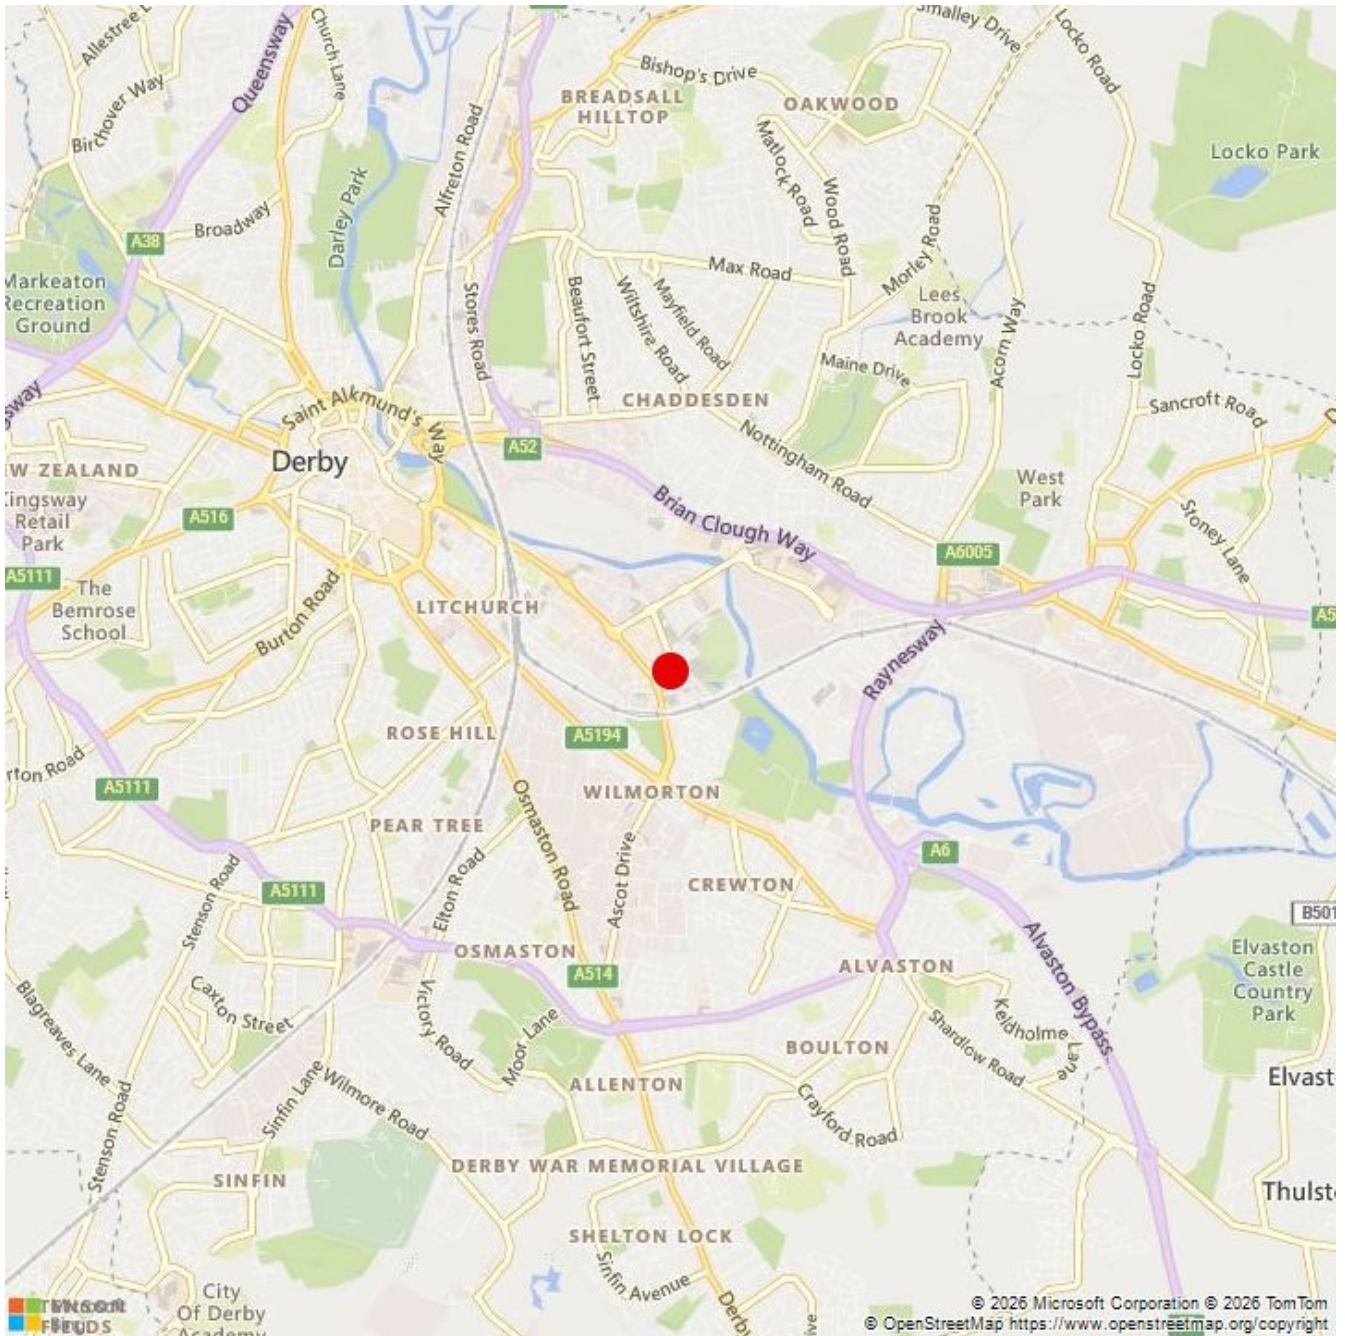 Allestree
Church Lane
Queensway
Birchover Way
Alfreton Road
Bishop's Drive
Smalley Drive
Locko Road
BREADSALL
HILLTOP
OAKWOOD
Matlock Road
Wood Road
Locko Park
Broadway
Darley Park
A38
Markeaton
Recreation
Ground
Stores Road
Beaufort Street
Wiltshire Road
Mayfield Road
Max Road
Morley Road
Lees
Brook
Academy
Acorn Way
Locko Road
Maine Drive
Saint Alkmund's Way
CHADDESDEN
Sancroft Road
Nottingham Road
A52
Derby
EW ZEALAND
Kingsway
Retail
Park
A516
West
Park
Stoney Lane
Brian Clough Way
A6005
A5111
The
Bemrose
School
Burton Road
LITCHURCH
A5
Raynesway
ROSE HILL
A5194
rton Road
A5111
WILMORTON
Osmaston Road
PEAR TREE
A6
Ascot Drive
CREWTON
Elton Road
Stenson Road
A5111
B501
OSMASTON
A514
ALVASTON
Alvaston Bypass
Elvaston
Castle
Country
Park
Caxton Street
Victory Road
Moor Lane
Blagreaves Lane
Keldholme Lane
Shardlow Road
BOULTON
ALLENTON
Elvast
Sinfin Lane
Wilmore Road
Crayford Road
Stenson Road
DERBY WAR MEMORIAL VILLAGE
SINFIN
Thulst
SHELTON LOCK
Sinfin Avenue
City
Of Derby
Academy
Derby
© 2026 Microsoft Corporation © 2026 TomTom
© OpenStreetMap https://www.openstreetmap.org/copyright